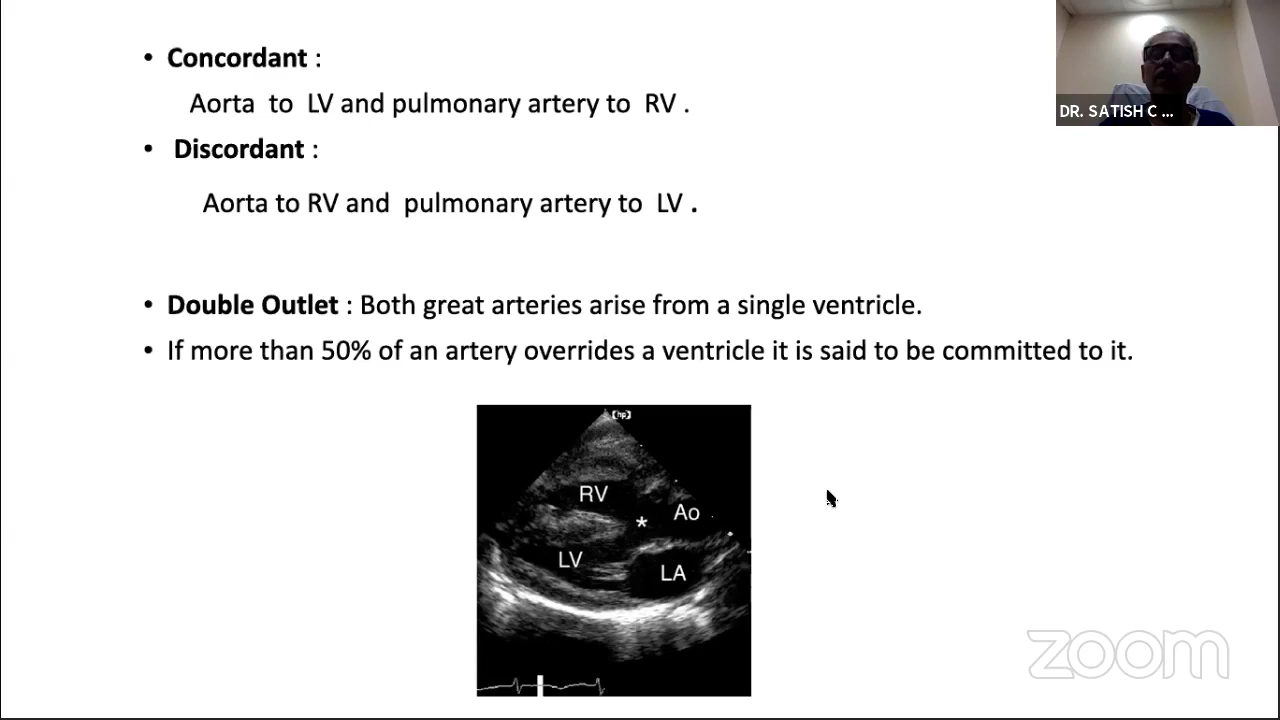 • Concordant :
Aorta to LV and pulmonary artery to RV .
• Discordant :
Aorta to RV and pulmonary artery to LV .
• Double Outlet : Both great arteries arise from a single ventricle.
• If more than 50% of an artery overrides a ventricle it is said to be committed to it.
DR. SATISH C ...
[hp]
RV
* Ao
LV
LA
zoom